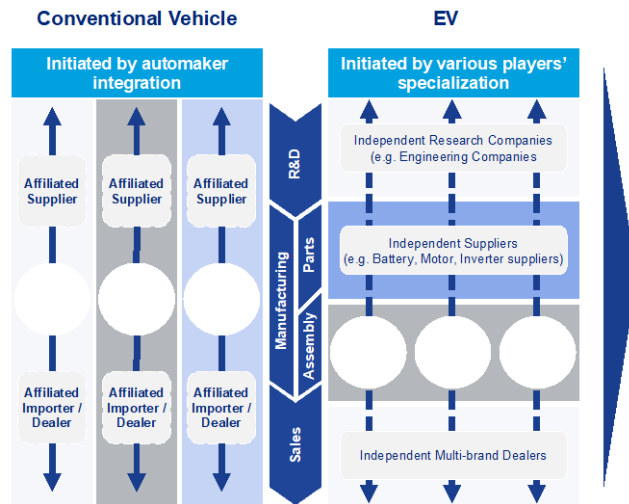 Conventional Vehicle
EV
Initiated by automaker
integration
Initiated by various players'
specialization
Affiliated
Supplier
Affiliated
Supplier
Affiliated
Supplier
Affiliated
Importer /
Dealer
Affiliated
Importer /
Dealer
Affiliated
Importer /
Dealer
R&D
Manufacturing
Parts
Assembly
Sales
Independent Research Companies
(e.g. Engineering Companies
Independent Suppliers
(e.g. Battery, Motor, Inverter suppliers)
Independent Multi-brand Dealers